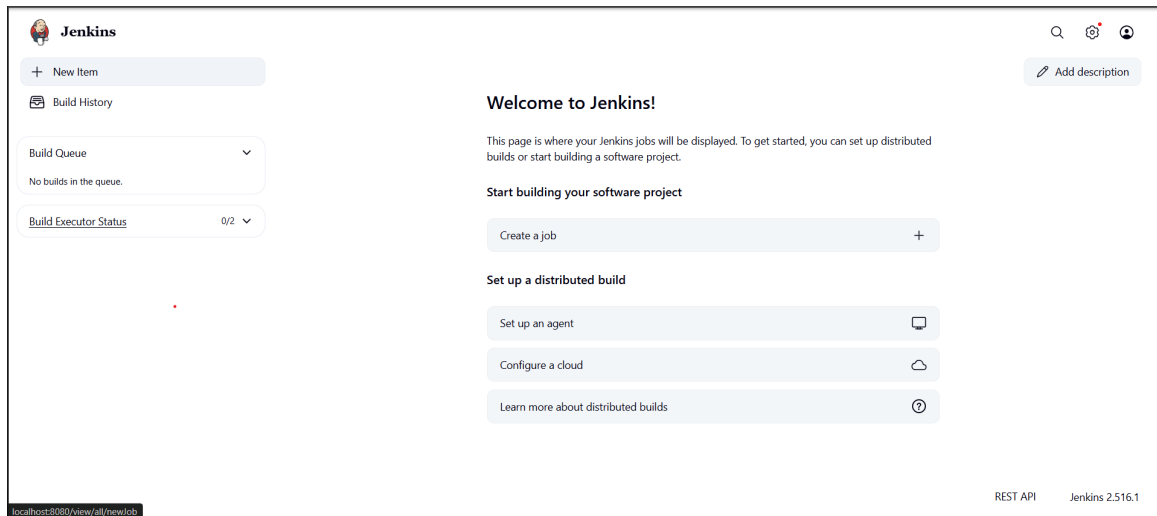 Jenkins
New Item
Add description
Build History
Welcome to Jenkins!
This page is where your Jenkins jobs will be displayed. To get started, you can set up distributed
builds or start building a software project.
Build Queue
No builds in the queue.
Start building your software project
Build Executor Status 0/2
Create a job
Set up a distributed build
Set up an agent
Configure a cloud
Learn more about distributed builds
REST API Jenkins 2.516.1
localhost:8080/view/all/newJob